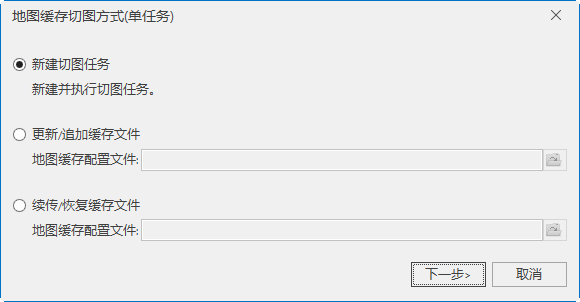 地图缓存切图方式(单任务)
新建切图任务
新建并执行切图任务。
更新/追加缓存文件
地图缓存配置文件:
续传/恢复缓存文件
地图缓存配置文件:
下一步> 取消